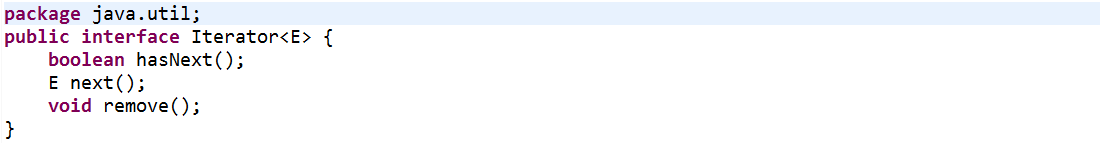 package java.util;
public interface Iterator<E> {
    boolean hasNext();
    E next();
    void remove();
}